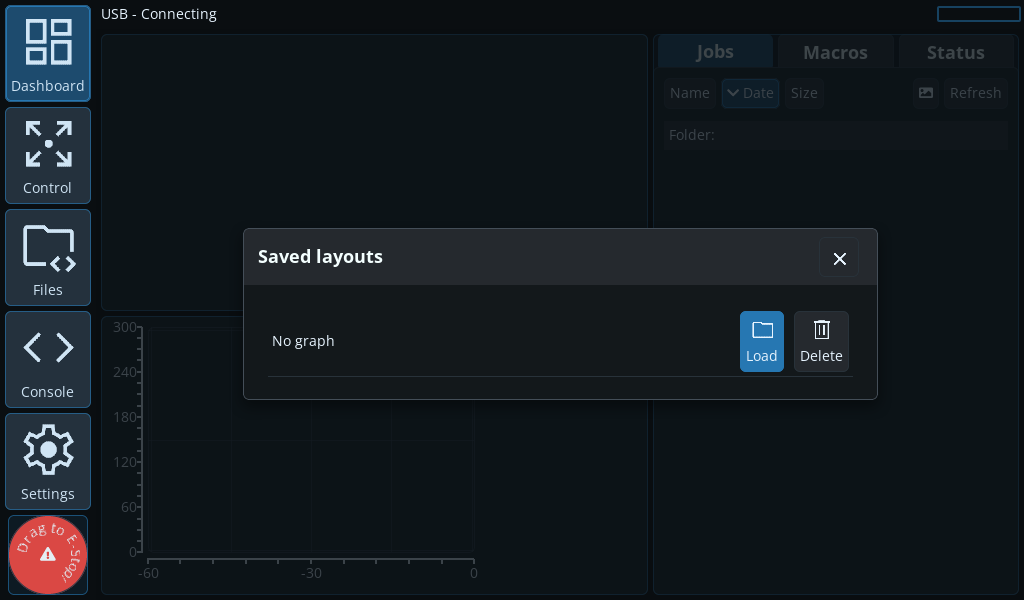 USB - Connecting
Dashboard
Control
Files
Console
Settings
Drag to E-Stop!
Jobs
Macros
Status
Name
Date
Size
Refresh
Folder:
Saved layouts
No graph
Load
Delete
300
240
180
120
60
0
-60
-30
0